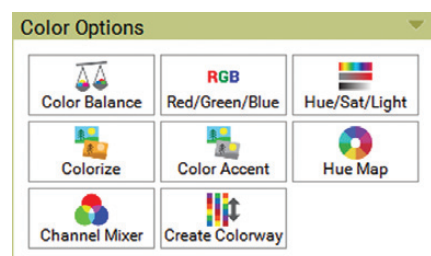 Color Options
RGB
Color Balance Red/Green/Blue Hue/Sat/Light
Colorize Color Accent Hue Map
Channel Mixer Create Colorway